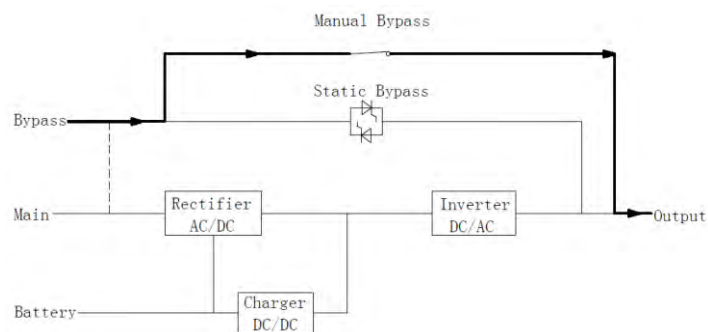 Manual Bypass
Static Bypass
Bypass
Main
Rectifier
AC/DC
Inverter
DC/AC
Output
Battery
Charger
DC/DC